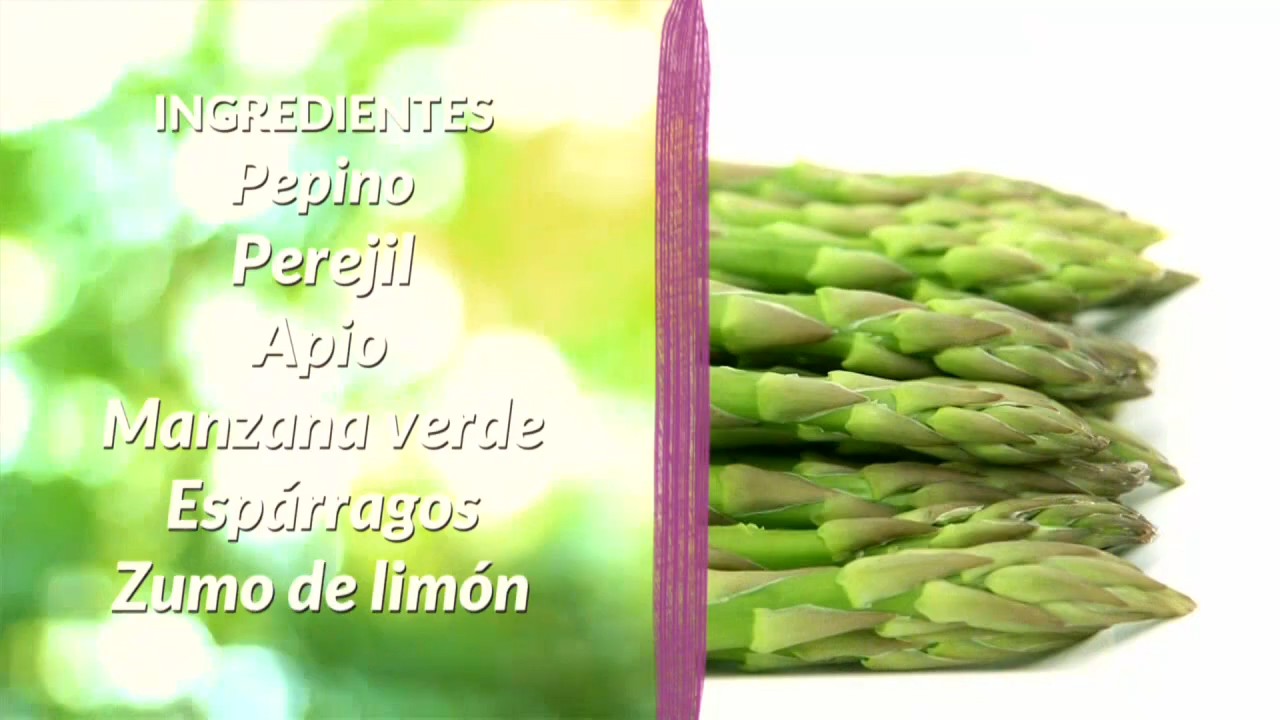 INGREDIENTES
Pepino
Perejil
Apio
Manzana verde
Espárragos
Zumo de limón